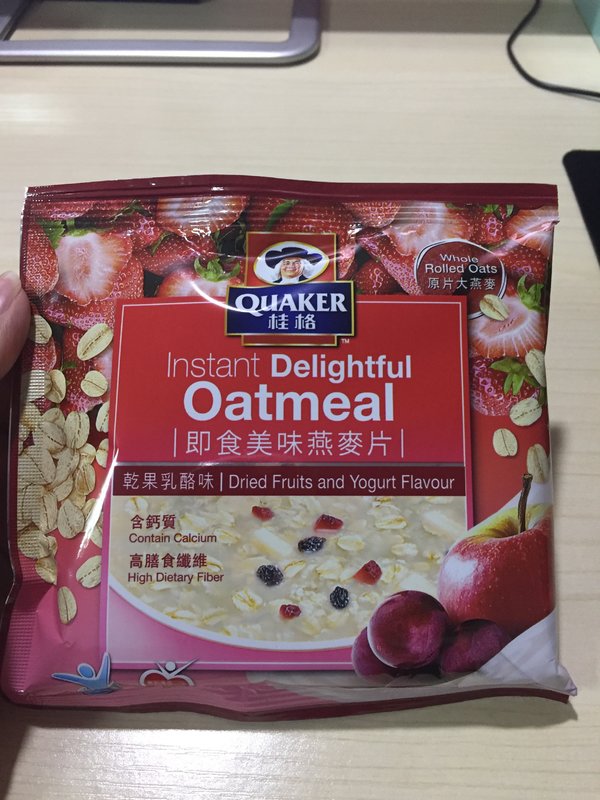 Whole
Rolled Oats
原片大燕麥
QUAKER
桂格
TM
Instant Delightful
Oatmeal
|即食美味燕麥片|
乾果乳酪味 | Dried Fruits and Yogurt Flavour
含鈣質
Contain Calcium
高膳食纖維
High Dietary Fiber